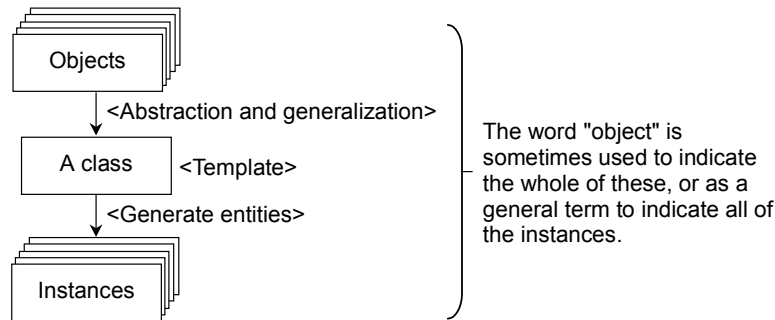 Objects
<Abstraction and generalization>
A class
<Template>
<Generate entities>
Instances
The word "object" is
sometimes used to indicate
the whole of these, or as a
general term to indicate all of
the instances.